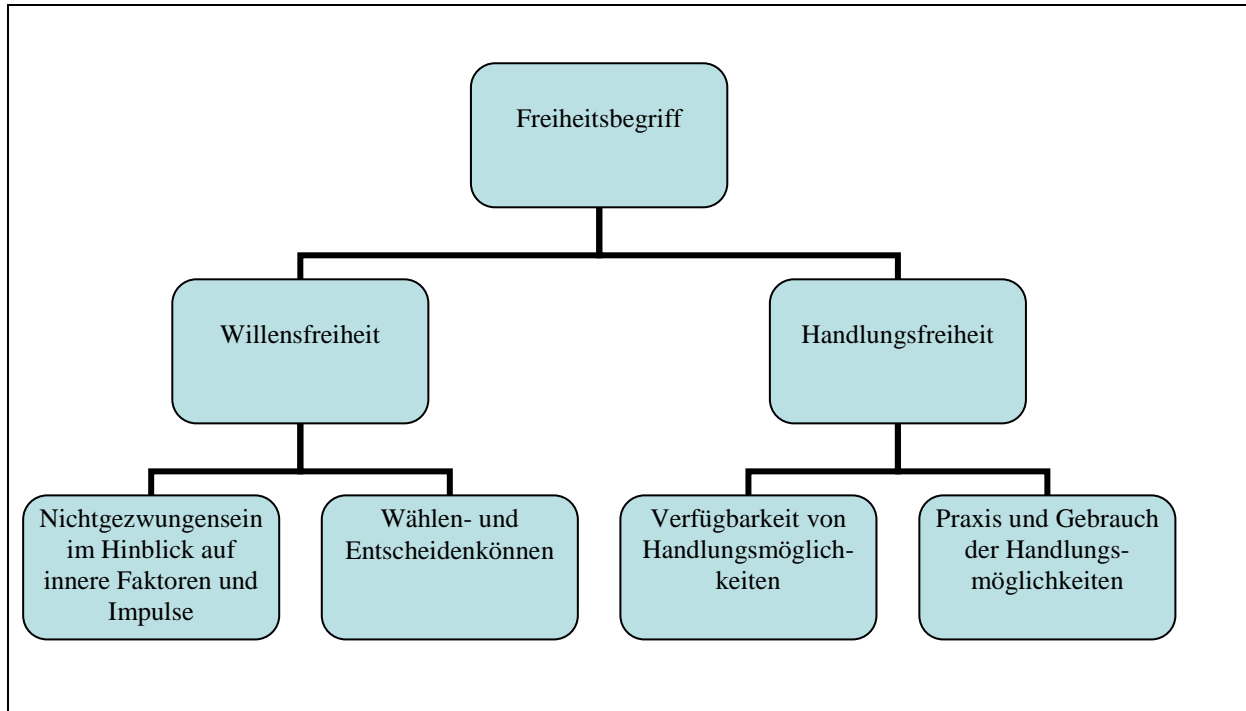 Freiheitsbegriff
Willensfreiheit
Handlungsfreiheit
Nichtgezwungensein
im Hinblick auf
innere Faktoren und
Impulse
Wählen- und
Entscheidenkönnen
Verfügbarkeit von
Handlungsmöglich-
keiten
Praxis und Gebrauch
der Handlungs-
möglichkeiten